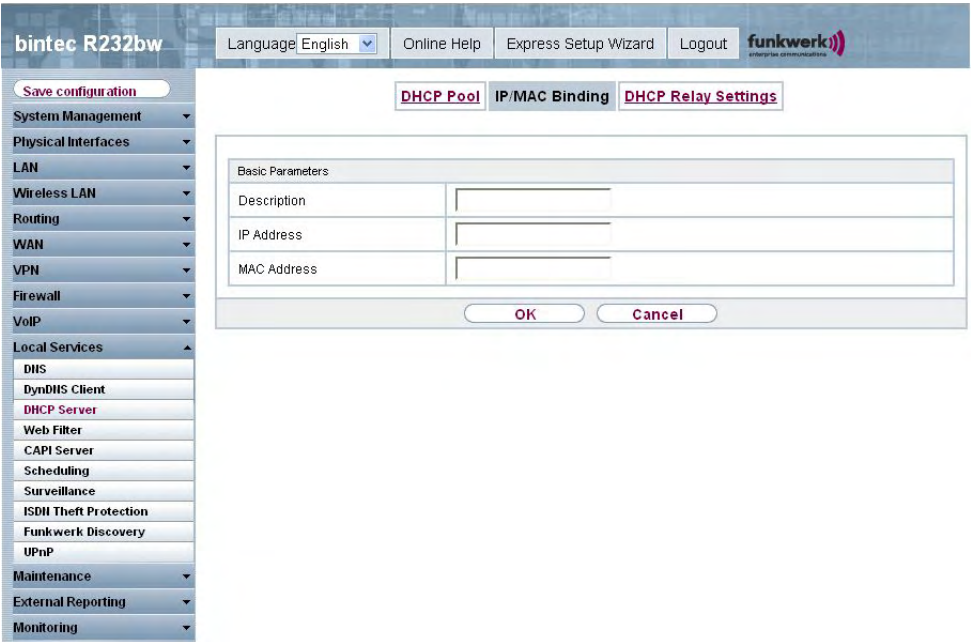 bintec R232bw
Language English Online Help Express Setup Wizard Logout funkwerk
enterprise communications
Save configuration
System Management
Physical Interfaces
LAN
Wireless LAN
Routing
WAN
VPN
Firewall
VoIP
Local Services
DNS
DynDNS Client
DHCP Server
Web Filter
CAPI Server
Scheduling
Surveillance
ISDN Theft Protection
Funkwerk Discovery
UPnP
Maintenance
External Reporting
Monitoring
DHCP Pool IP/MAC Binding DHCP Relay Settings
Basic Parameters
Description
IP Address
MAC Address
OK Cancel